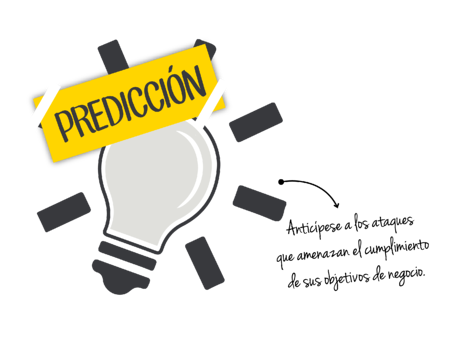 PREDICCIÓN
Anticípese a los ataques
que amenazan el cumplimiento
de sus objetivos de negocio.